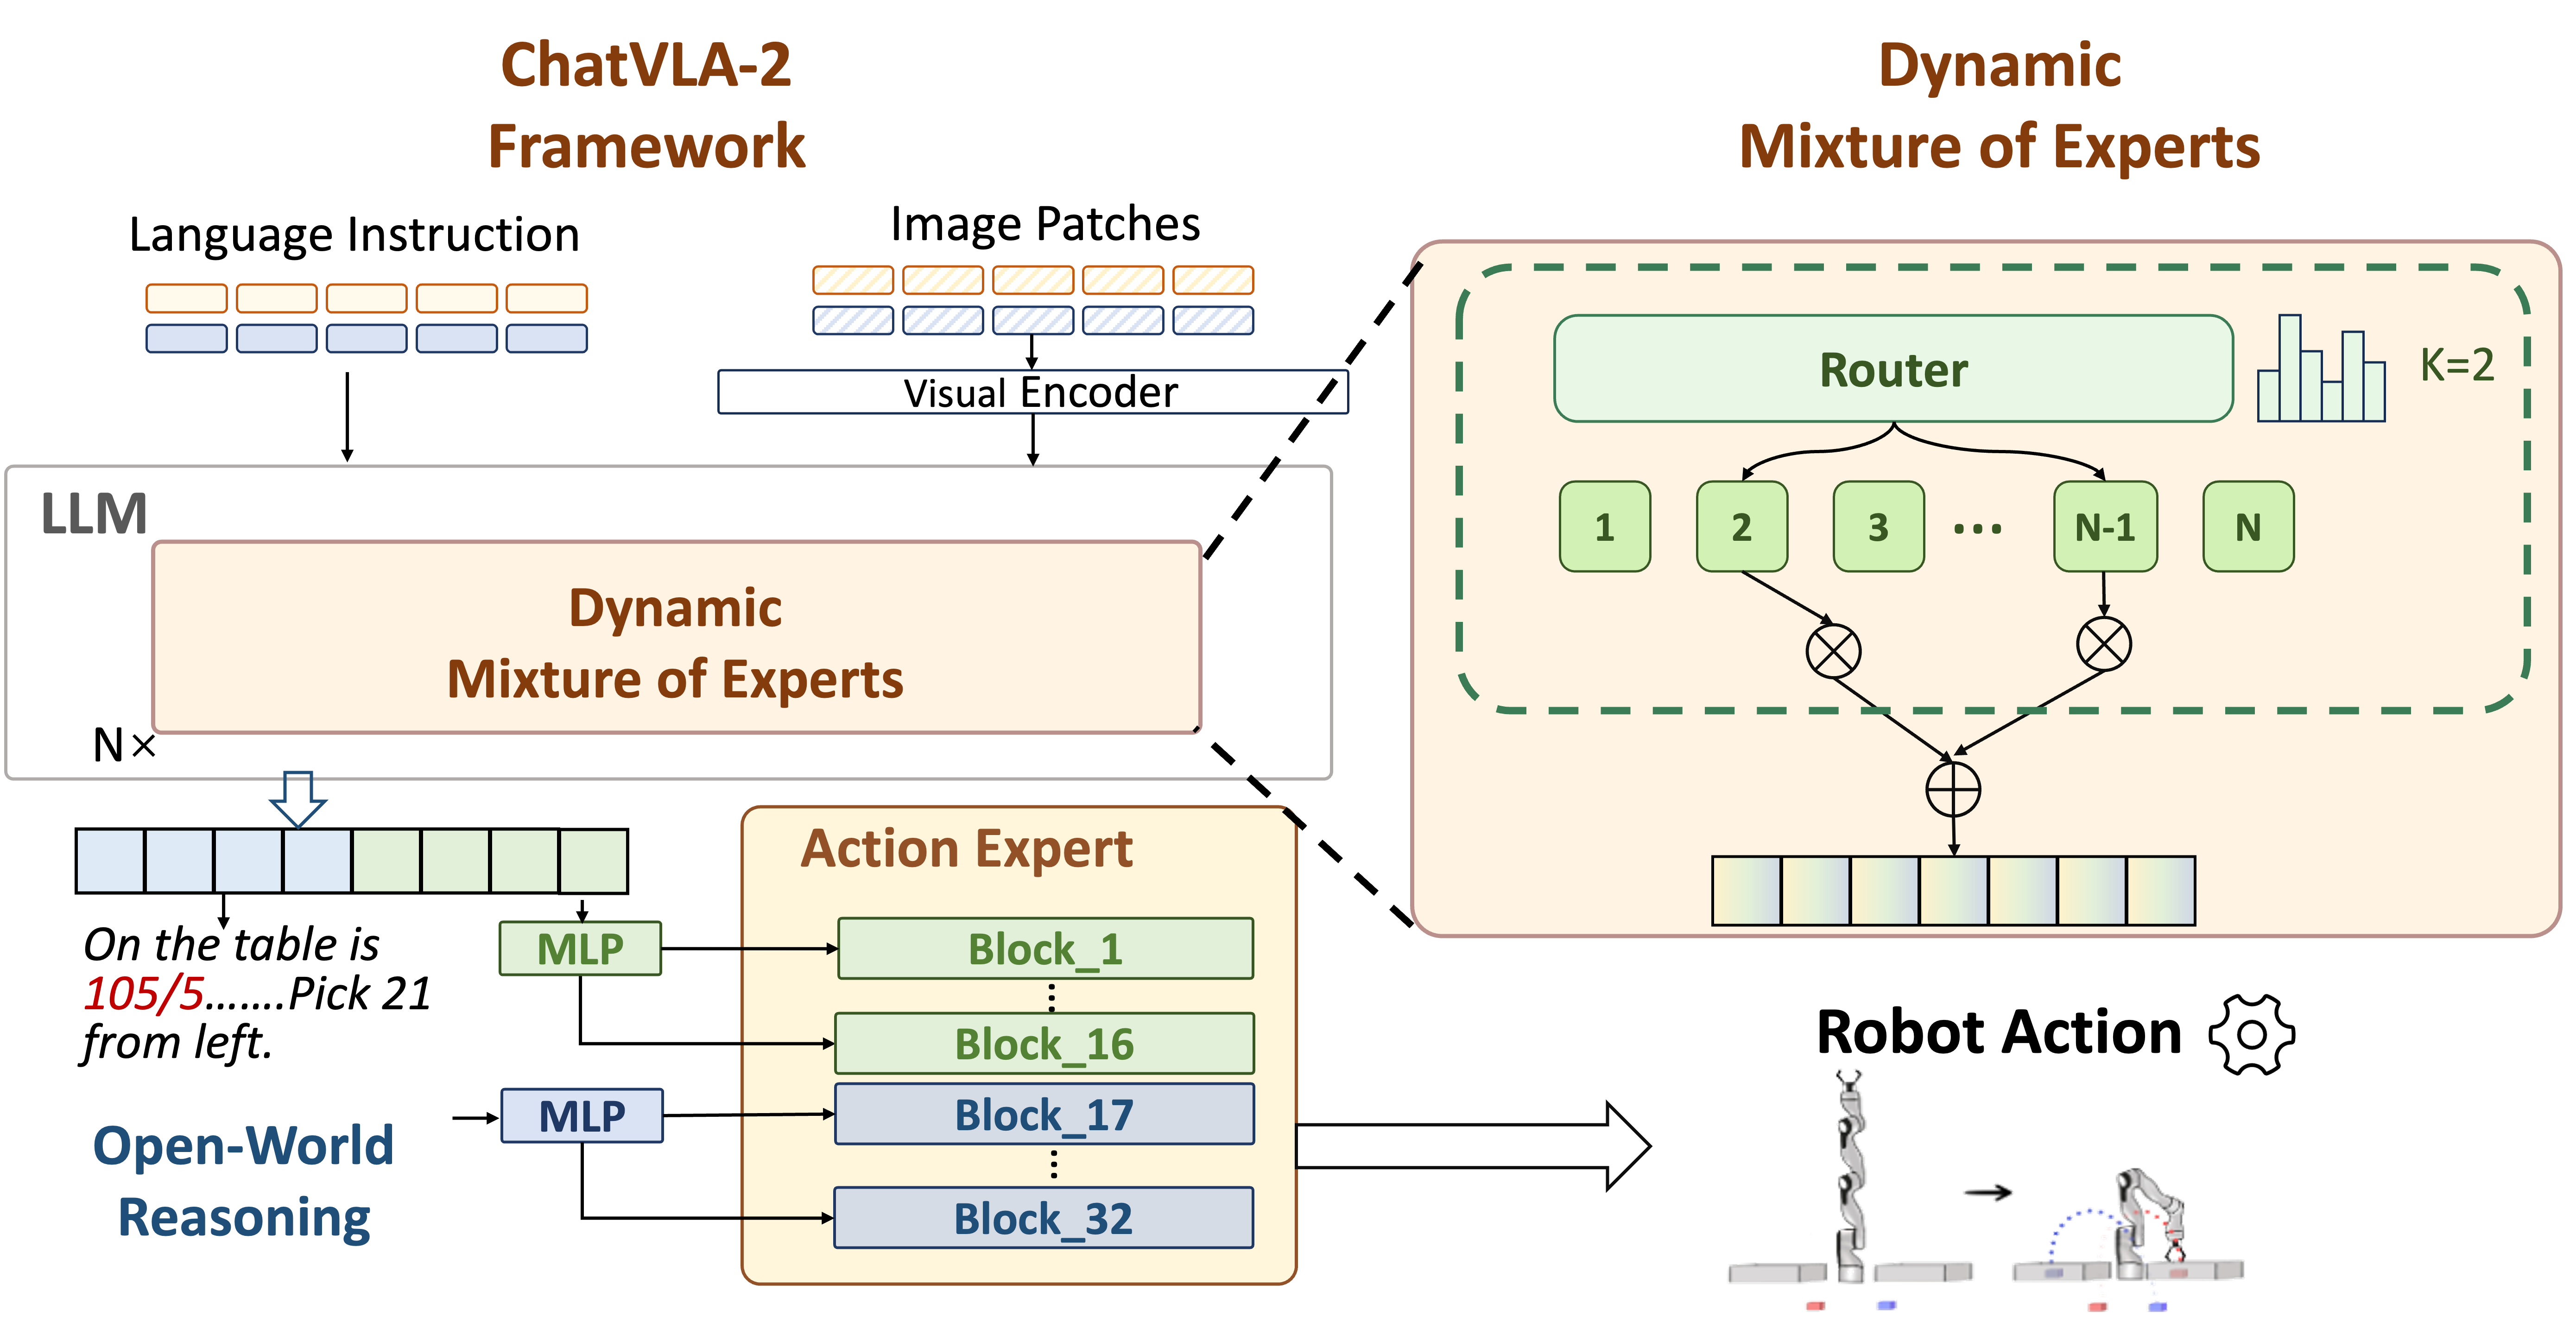 ChatVLA-2
Framework
Language Instruction
Image Patches
Visual Encoder
LLM
Dynamic
Mixture of Experts
N×
On the table is
105/5.......Pick 21
from left.
Open-World
Reasoning
MLP
MLP
Action Expert
Block_1
Block_16
Block_17
Block_32
Dynamic
Mixture of Experts
Router
K=2
1
2
3
...
N-1
N
Robot Action